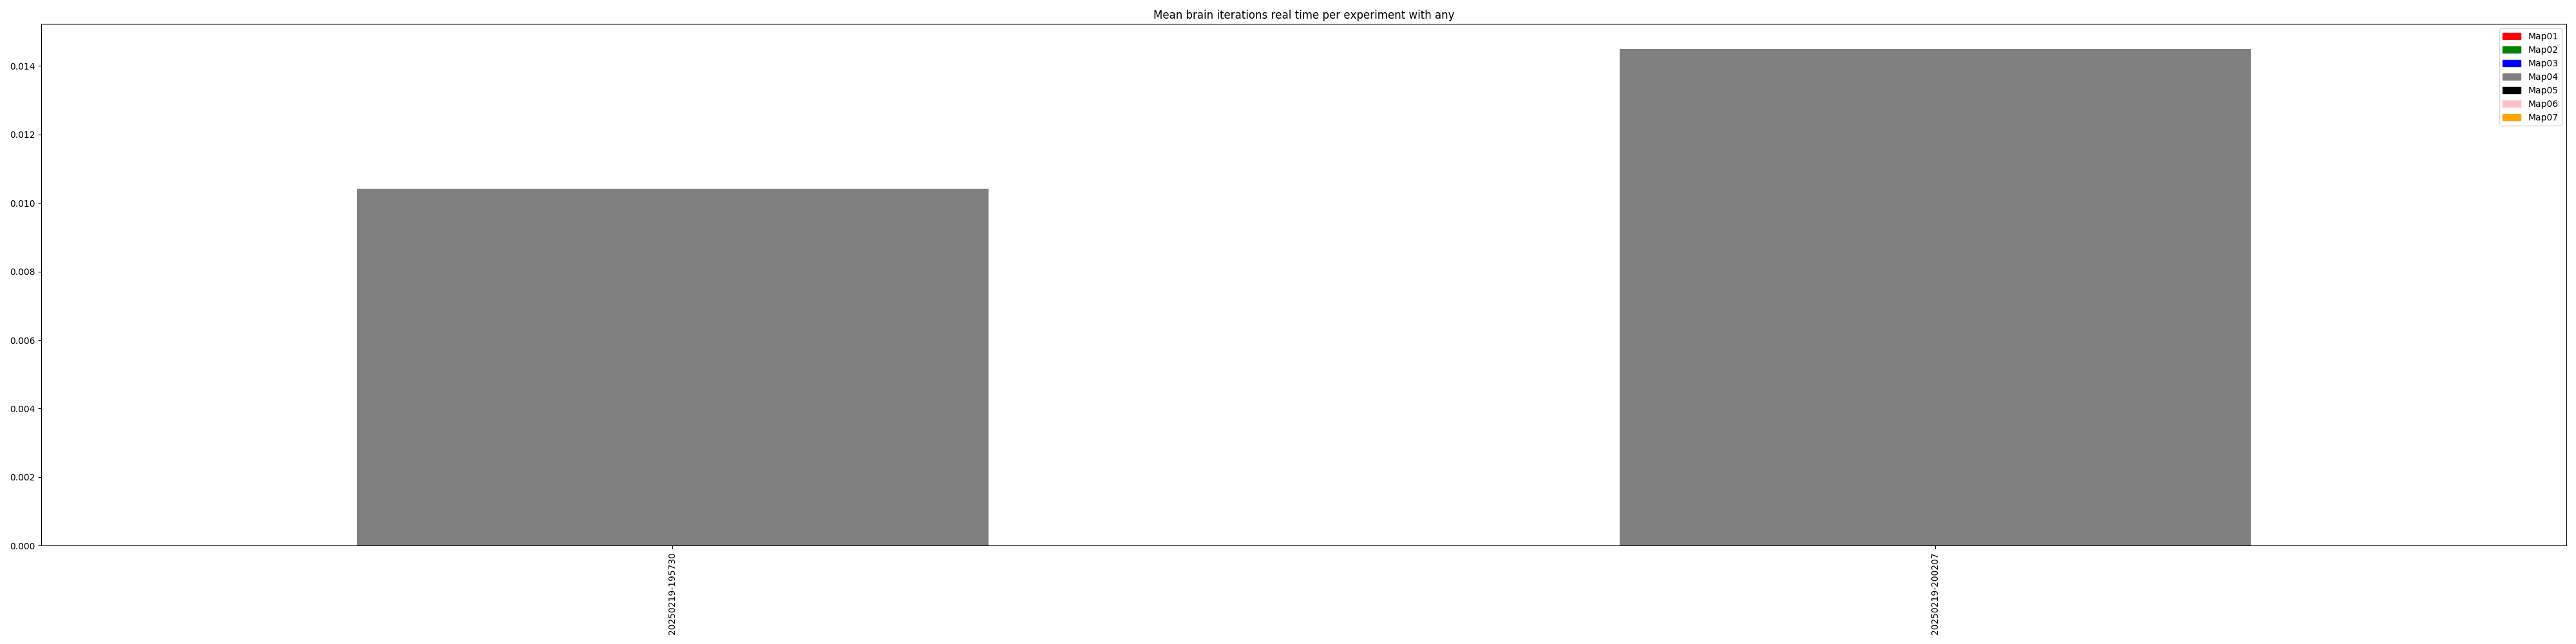 Mean brain iterations real time per experiment with any
0.014
0.012
0.010
0.008
0.006
0.004
0.002
0.000
Map01
Map02
Map03
Map04
Map05
Map06
Map07
20250219-195730
20250219-200207